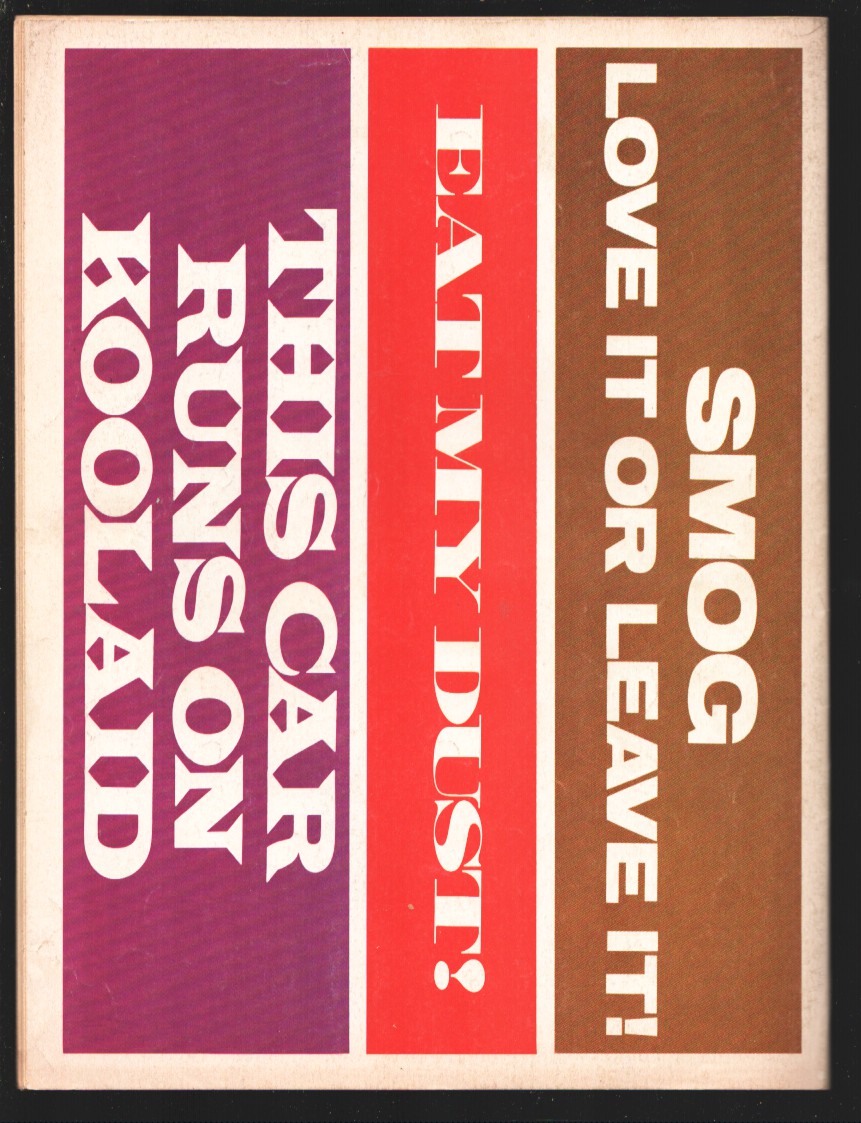 SMOG
LOVE IT OR LEAVE IT!
EAT MY DUST!
THIS CAR
RUNS ON
KOOLAID